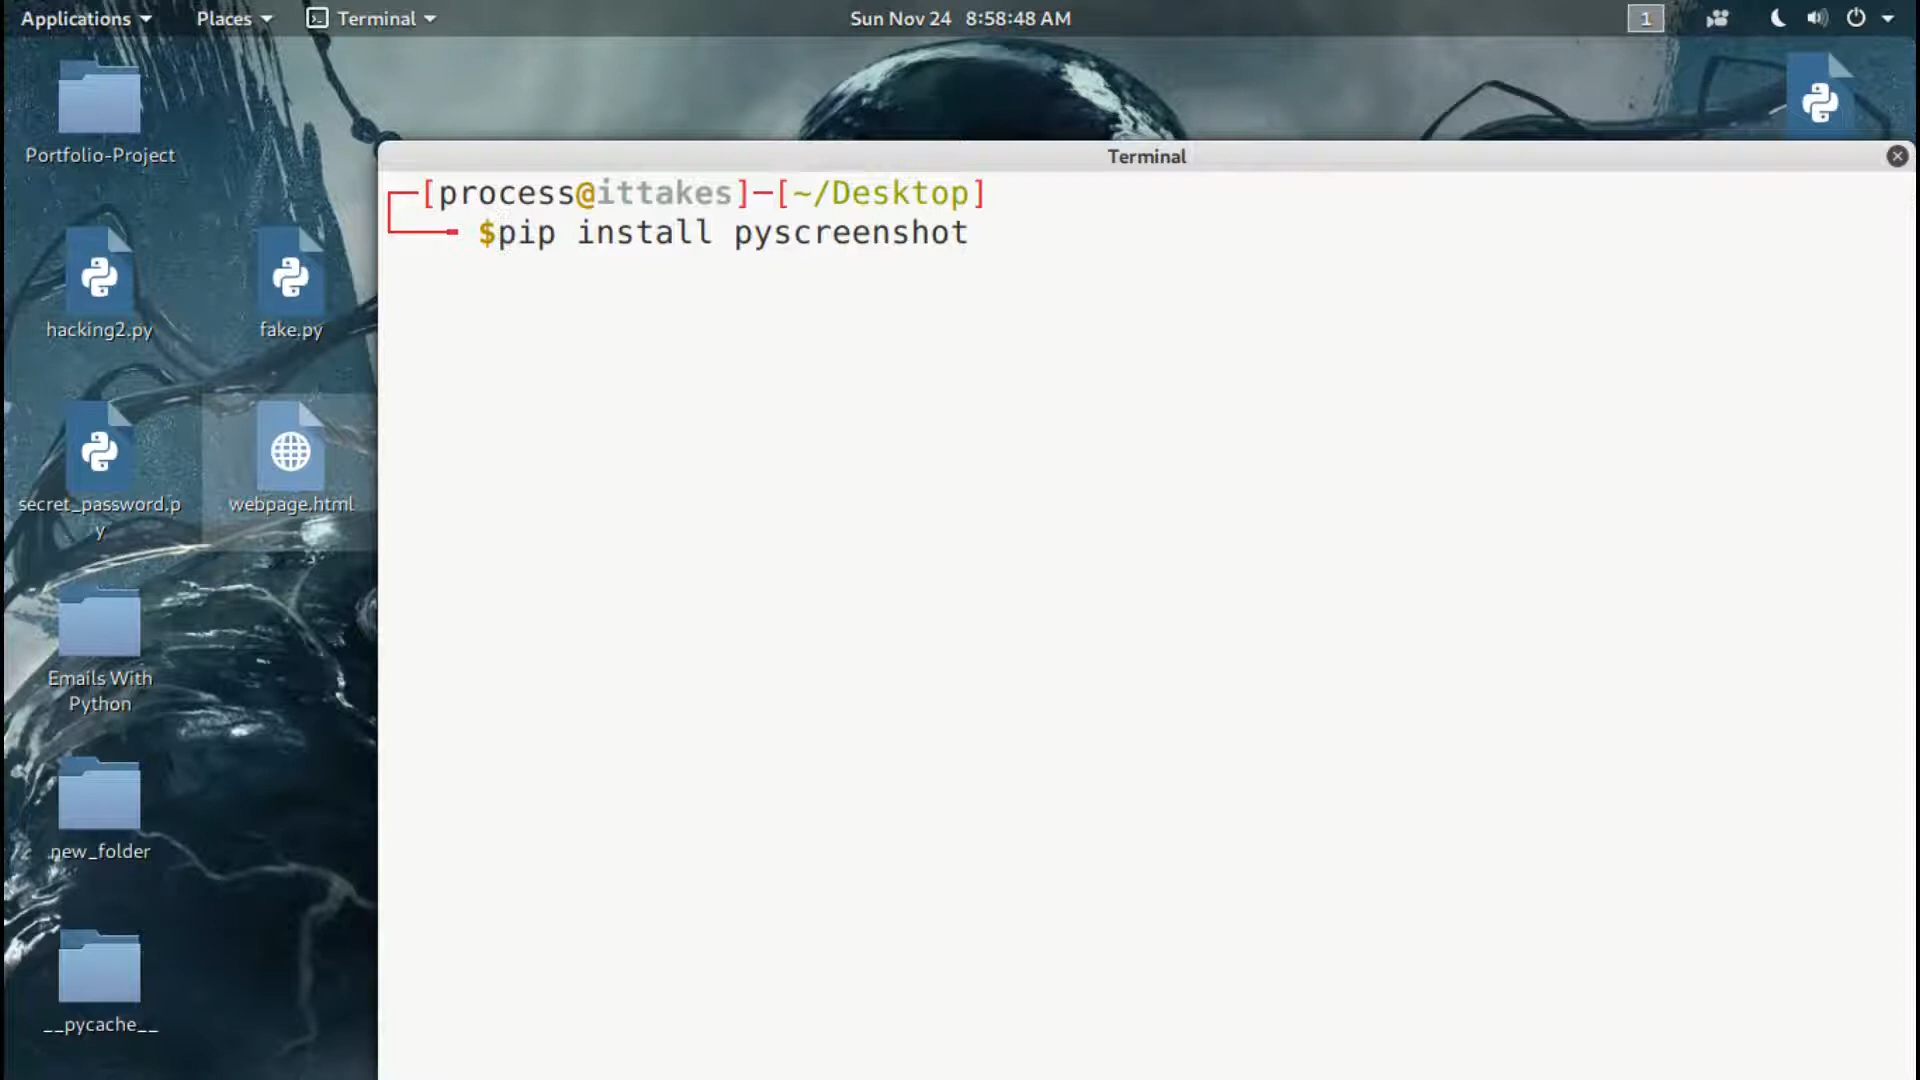 Applications Places Terminal Sun Nov 24 8:58:48 AM 1
Portfolio-Project
Terminal
[process@ittakes]-[~/Desktop]
$pip install pyscreenshot
hacking2.py fake.py
secret_password.p
y
webpage.html
Emails With
Python
new_folder
__pycache__